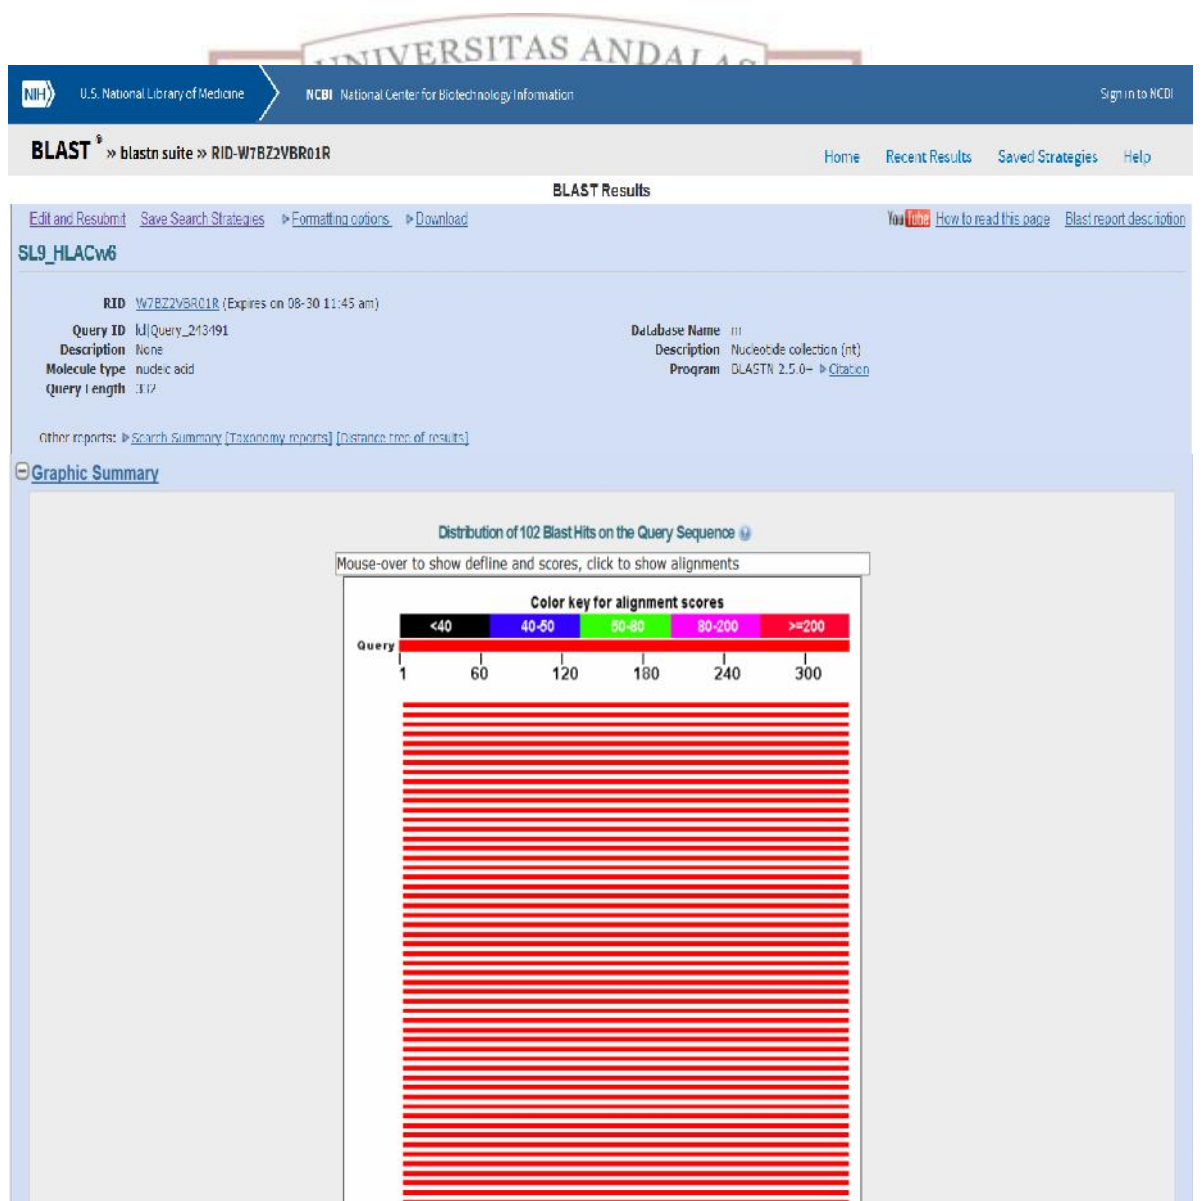 UNIVERSITAS ANDALAS
NIH U.S. National Library of Medicine NCBI National Center for Biotechnology Information Sign in to NCBI
BLAST ® » blastn suite » RID-W7BZ2VBR01R Home Recent Results Saved Strategies Help
BLAST Results
Edit and Resubmit Save Search Strategies Formatting options Download YouTube How to read this page Blast report description
SL9_HLACw6
RID W7BZ2VBR01R (Expires on 08-30 11:45 am)
Query ID lcl|Query_243491 Database Name
Description None Description Nucleotide collection (nt)
Molecule type nucleic acid Program BLASTN 2.5.0+ Citation
Query Length 332
Other reports: Search Summary [Taxonomy reports] [Distance tree of results]
Graphic Summary
Distribution of 102 Blast Hits on the Query Sequence
Mouse-over to show defline and scores, click to show alignments
Color key for alignment scores
<40 40-50 50-80 80-200 >=200
Query
1 60 120 180 240 300